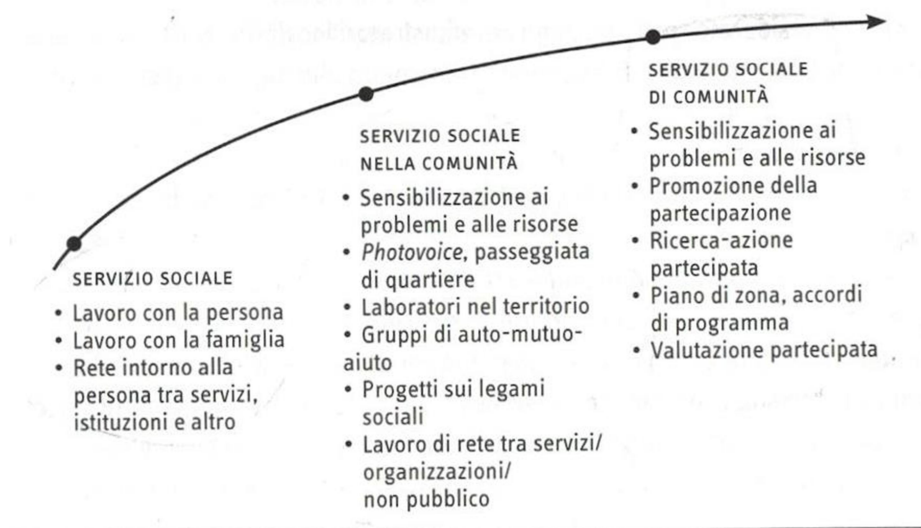 SERVIZIO SOCIALE
• Lavoro con la persona
• Lavoro con la famiglia
• Rete intorno alla
persona tra servizi,
istituzioni e altro
SERVIZIO SOCIALE
NELLA COMUNITÀ
• Sensibilizzazione ai
problemi e alle risorse
• Photovoice, passeggiata
di quartiere
• Laboratori nel territorio
• Gruppi di auto-mutuo-
aiuto
• Progetti sui legami
sociali
• Lavoro di rete tra servizi/
organizzazioni/
non pubblico
SERVIZIO SOCIALE
DI COMUNITÀ
• Sensibilizzazione ai
problemi e alle risorse
• Promozione della
partecipazione
• Ricerca-azione
partecipata
• Piano di zona, accordi
di programma
• Valutazione partecipata